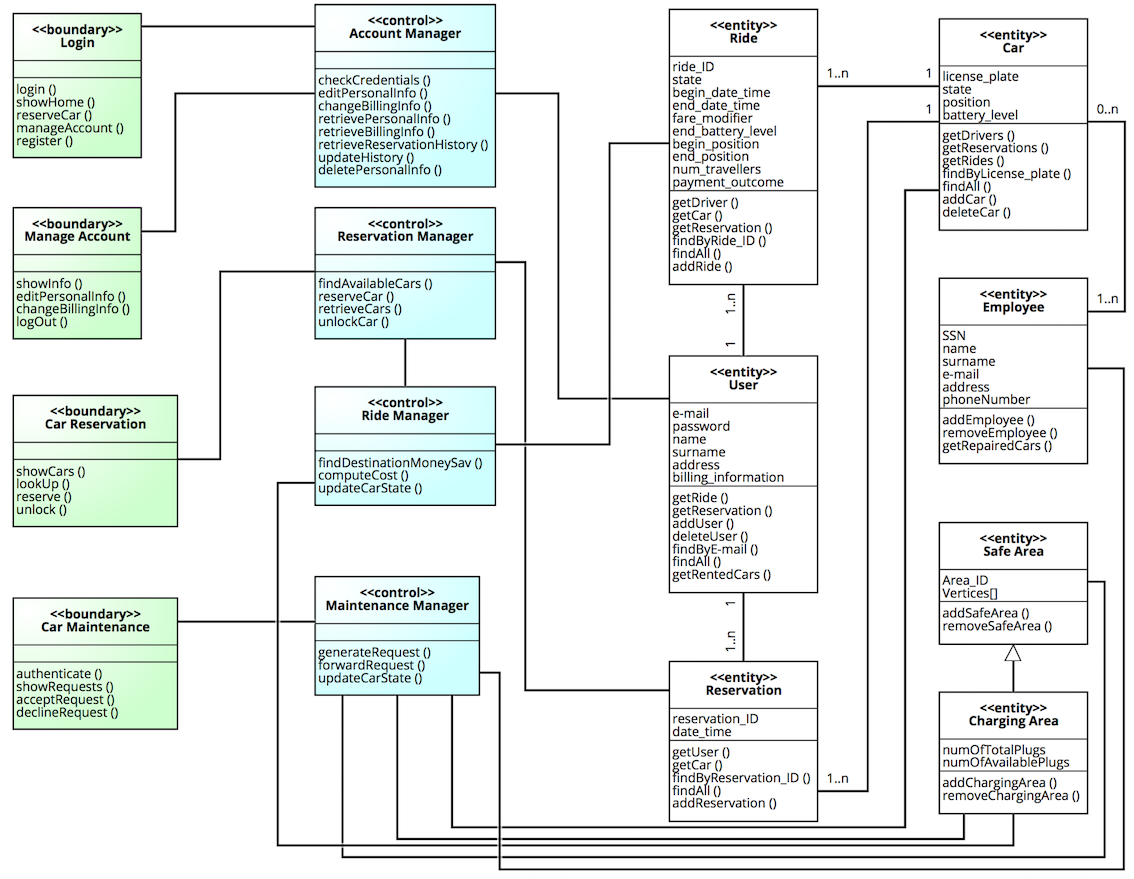 <<boundary>>
Login
login ()
showHome ()
reserveCar ()
manageAccount ()
register ()
<<boundary>>
Manage Account
showInfo ()
editPersonalInfo ()
changeBillingInfo ()
logOut ()
<<boundary>>
Car Reservation
showCars ()
lookUp ()
reserve ()
unlock ()
<<boundary>>
Car Maintenance
authenticate ()
showRequests ()
acceptRequest ()
declineRequest ()
<<control>>
Account Manager
checkCredentials ()
editPersonalInfo ()
changeBillingInfo ()
retrievePersonalInfo ()
retrieveBillingInfo ()
retrieveReservationHistory ()
updateHistory ()
deletePersonalInfo ()
<<control>>
Reservation Manager
findAvailableCars ()
reserveCar ()
retrieveCars ()
unlockCar ()
<<control>>
Ride Manager
findDestinationMoneySav ()
computeCost ()
updateCarState ()
<<control>>
Maintenance Manager
generateRequest ()
forwardRequest ()
updateCarState ()
<<entity>>
Ride
ride_ID
state
begin_date_time
end_date_time
fare_modifier
end_battery_level
begin_position
end_position
num_travellers
payment_outcome
getDriver ()
getCar ()
getReservation ()
findByRide_ID ()
findAll ()
addRide ()
1..n
1
<<entity>>
User
e-mail
password
name
surname
address
billing_information
getRide ()
getReservation ()
addUser ()
deleteUser ()
findByE-mail ()
findAll ()
getRentedCars ()
1
1..n
<<entity>>
Reservation
reservation_ID
date_time
getUser ()
getCar ()
findByReservation_ID ()
findAll ()
addReservation ()
1..n
1..n
1
1
<<entity>>
Car
license_plate
state
position
battery_level
getDrivers ()
getReservations ()
getRides ()
findByLicense_plate ()
findAll ()
addCar ()
deleteCar ()
0..n
1..n
<<entity>>
Employee
SSN
name
surname
e-mail
address
phoneNumber
addEmployee ()
removeEmployee ()
getRepairedCars ()
<<entity>>
Safe Area
Area_ID
Vertices[]
addSafeArea ()
removeSafeArea ()
<<entity>>
Charging Area
numOfTotalPlugs
numOfAvailablePlugs
addChargingArea ()
removeChargingArea ()